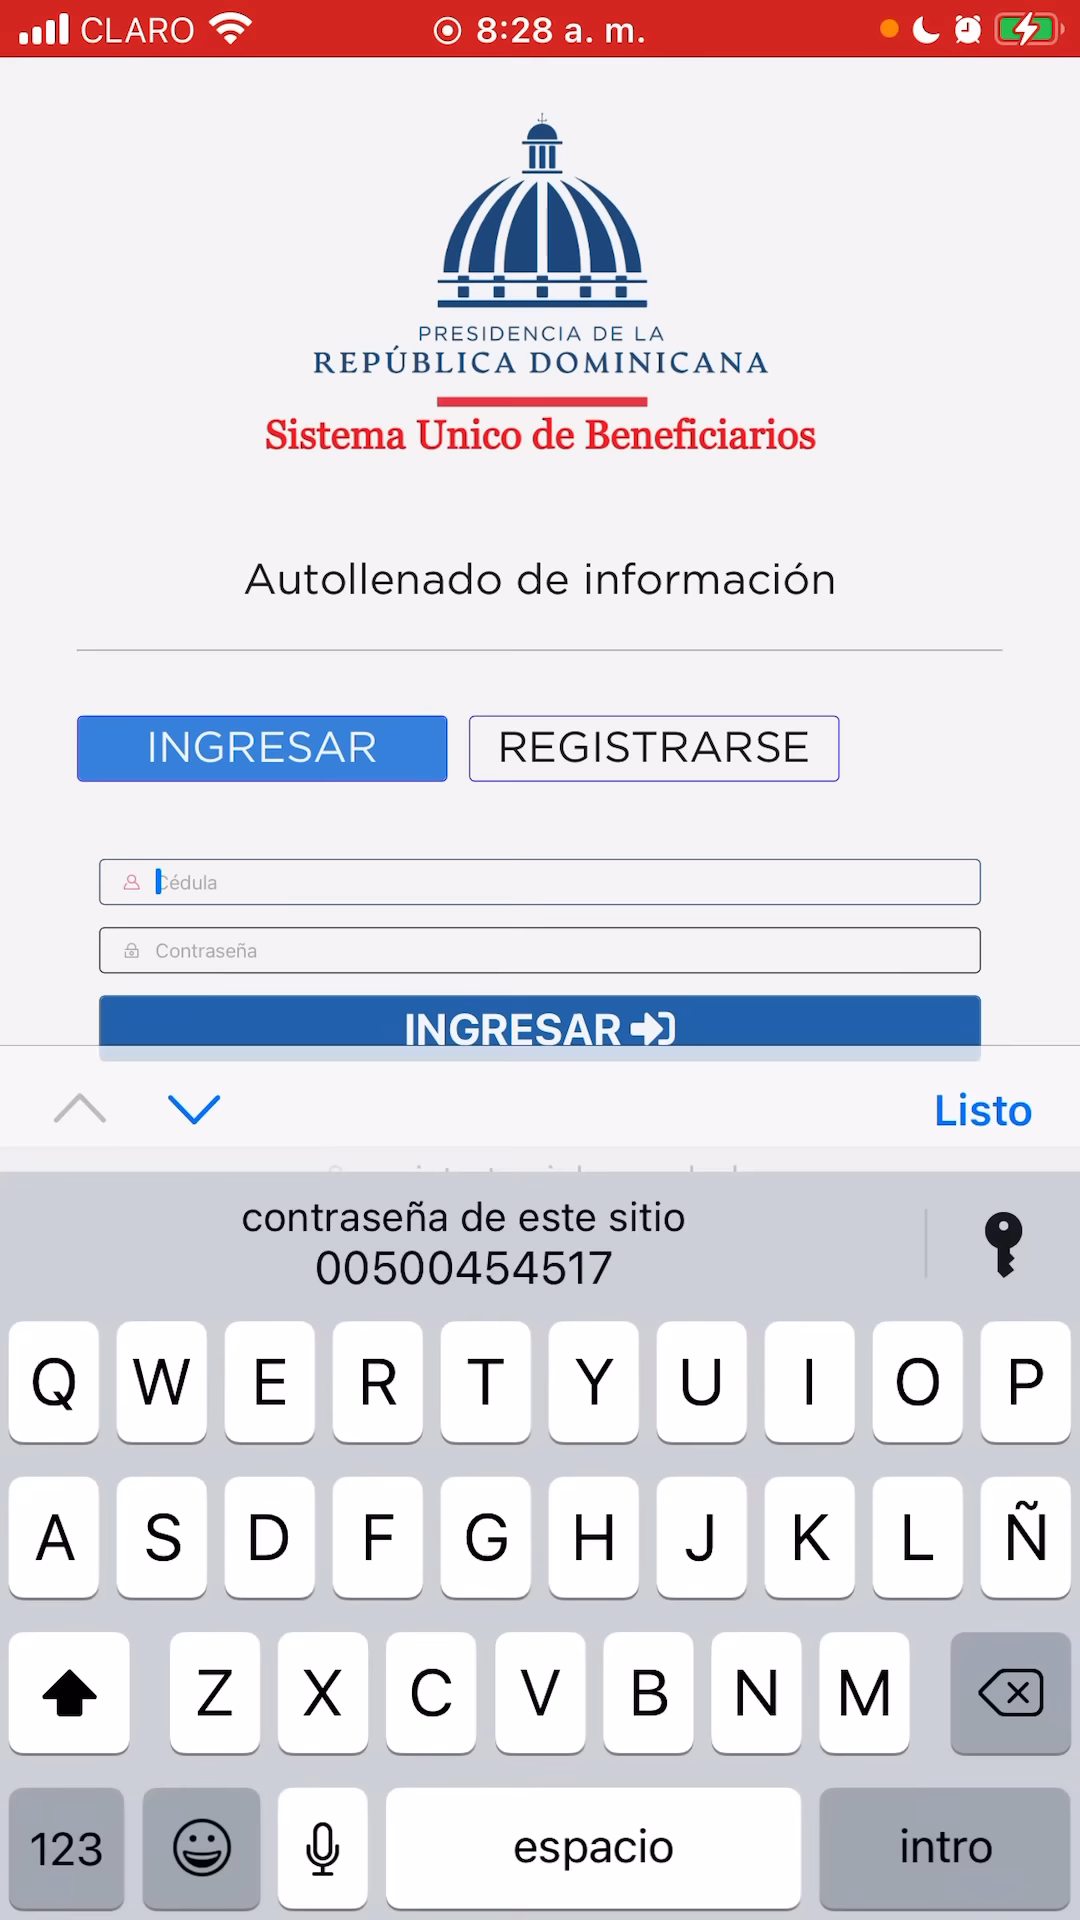 CLARO 8:28 a. m.
PRESIDENCIA DE LA
REPÚBLICA DOMINICANA
Sistema Unico de Beneficiarios
Autollenado de información
INGRESAR REGISTRARSE
Cédula
Contraseña
INGRESAR
Listo
contraseña de este sitio
00500454517
Q W E R T Y U I O P
A S D F G H J K L Ñ
Z X C V B N M
123 espacio intro